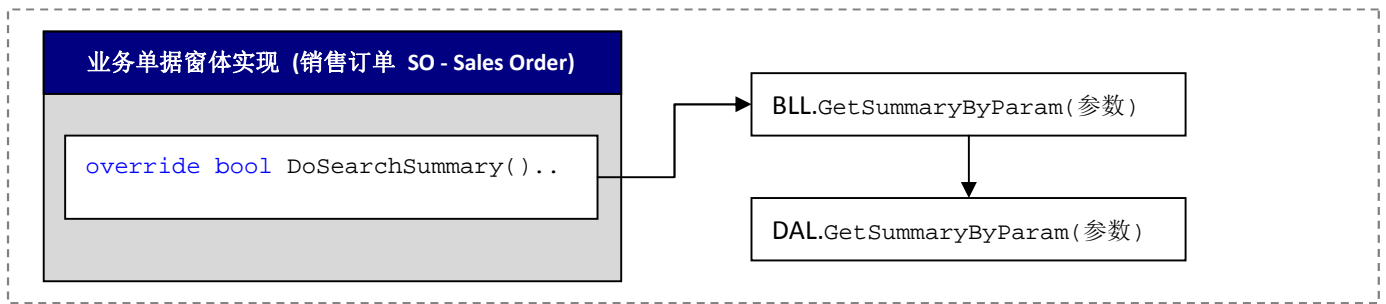 业务单据窗体实现 (销售订单 SO - Sales Order)
override bool DoSearchSummary()..
BLL.GetSummaryByParam(参数)
DAL.GetSummaryByParam(参数)